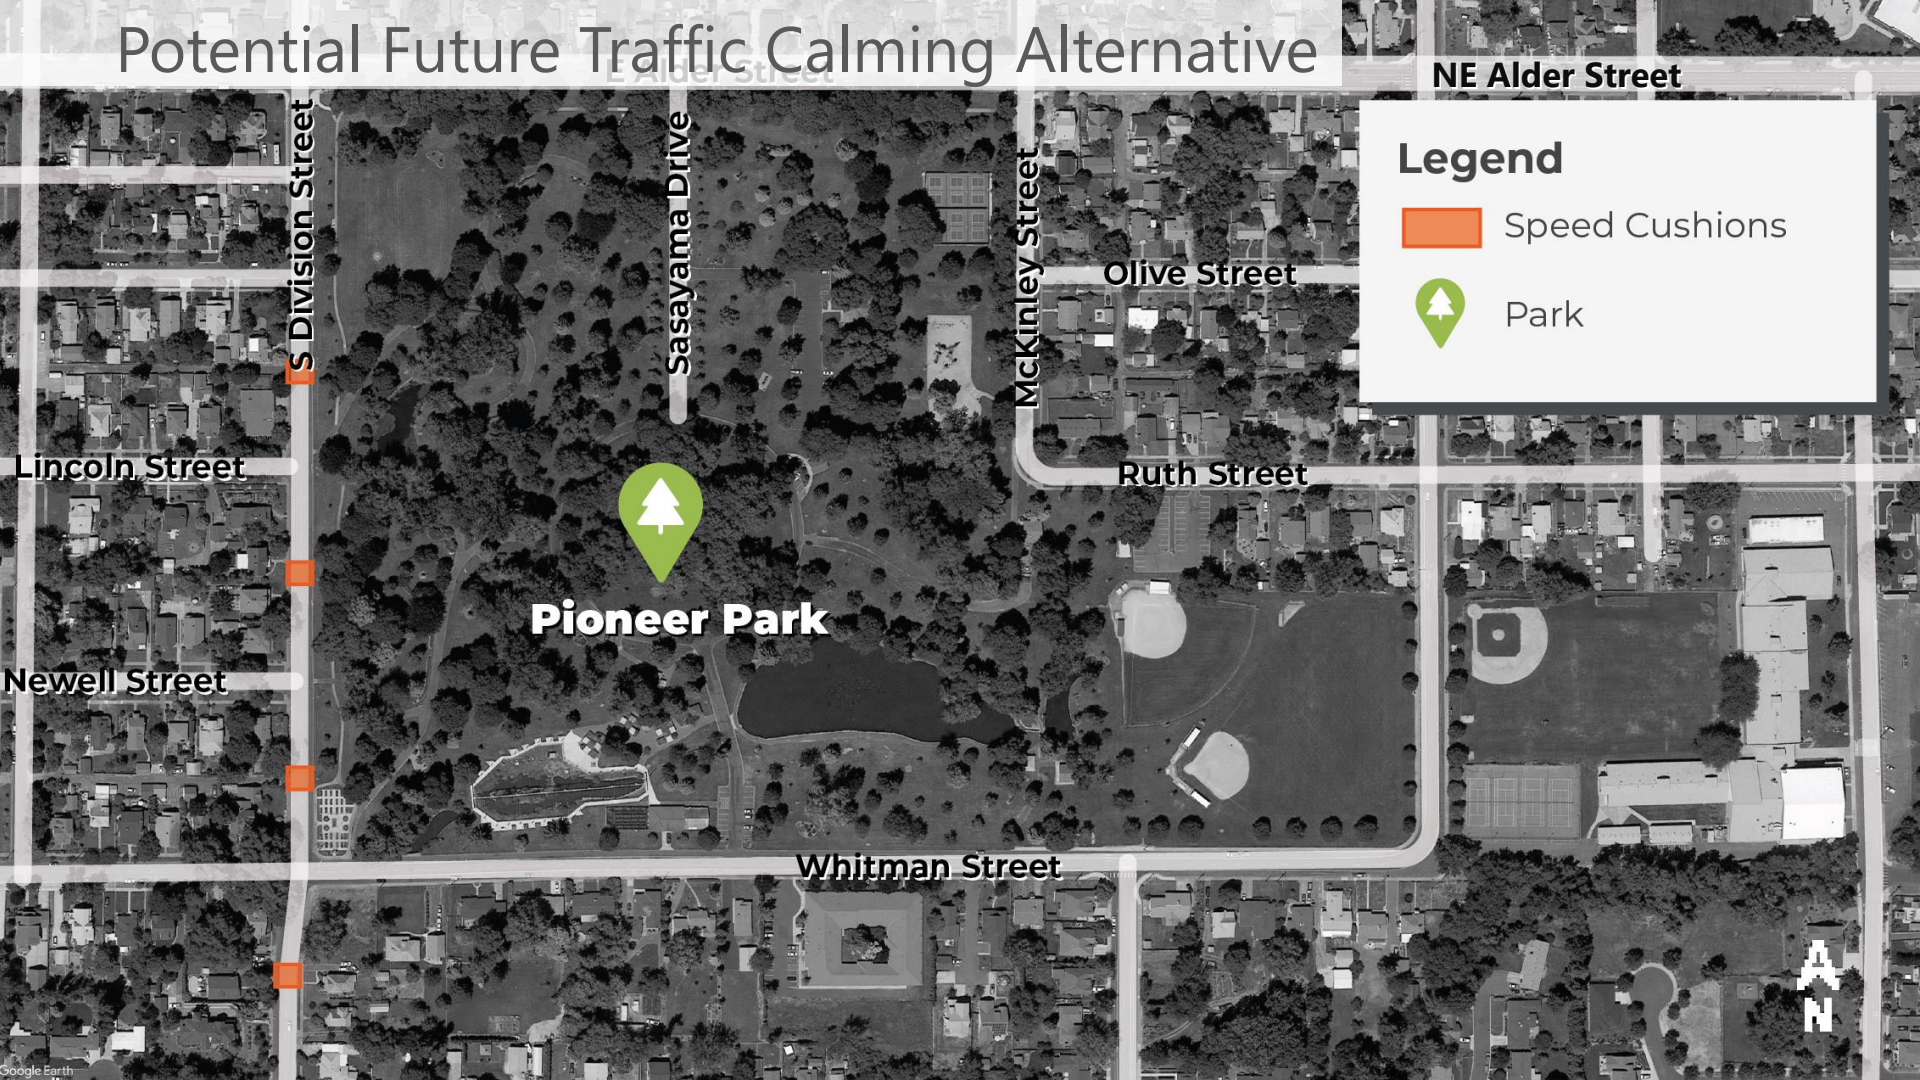 Potential Future Traffic Calming Alternative
E Alder Street
NE Alder Street
Legend
Speed Cushions
Park
S Division Street
Sasayama Drive
McKinley Street
Olive Street
Lincoln Street
Ruth Street
Pioneer Park
Newell Street
Whitman Street
N
Google Earth